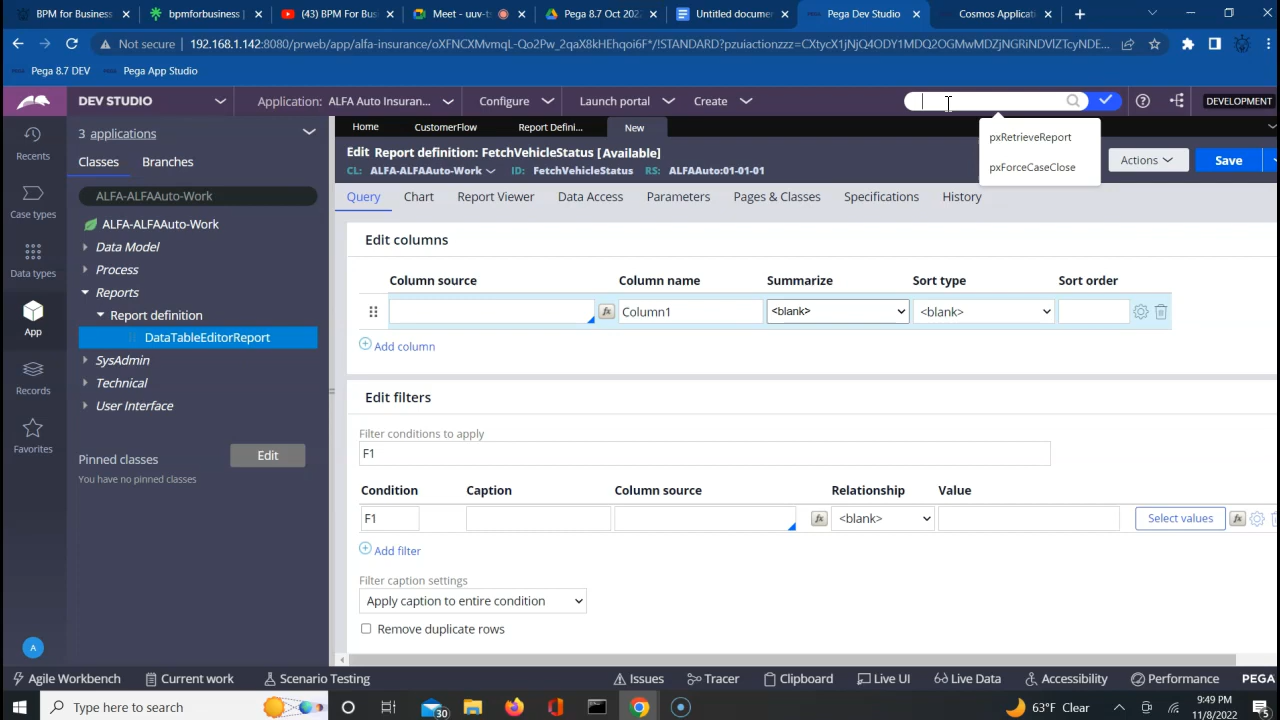 BPM for Business
bpmforbusiness |
(43) BPM For Bus
Meet - uuv-ts
Pega 8.7 Oct 202
Untitled docume
Pega Dev Studio
Cosmos Applicati
Not secure | 192.168.1.142:8080/prweb/app/alfa-insurance/oXFNCXMvmqL-Qo2Pw_2qaX8kHEhqoi6F*/!STANDARD?pzuiactionzzz=CXtycX1jNjQ4ODY1MDQ2OGMwMDZjNGRiNDVlZTcyNDE...
Pega 8.7 DEV
Pega App Studio
DEV STUDIO
Application: ALFA Auto Insuran...
Configure
Launch portal
Create
DEVELOPMENT
pxRetrieveReport
pxForceCaseClose
Recents
Case types
Data types
App
Records
Favorites
A
3 applications
Classes
Branches
ALFA-ALFAAuto-Work
ALFA-ALFAAuto-Work
Data Model
Process
Reports
Report definition
DataTableEditorReport
SysAdmin
Technical
User Interface
Pinned classes
Edit
You have no pinned classes
Home
CustomerFlow
Report Defini...
New
Edit Report definition: FetchVehicleStatus [Available]
CL: ALFA-ALFAAuto-Work ID: FetchVehicleStatus RS: ALFAAuto:01-01-01
Actions
Save
Query
Chart
Report Viewer
Data Access
Parameters
Pages & Classes
Specifications
History
Edit columns
Column source
Column name
Summarize
Sort type
Sort order
Column1
<blank>
<blank>
Add column
Edit filters
Filter conditions to apply
F1
Condition
Caption
Column source
Relationship
Value
F1
<blank>
Select values
Add filter
Filter caption settings
Apply caption to entire condition
Remove duplicate rows
Agile Workbench
Current work
Scenario Testing
Issues
Tracer
Clipboard
Live UI
Live Data
Accessibility
Performance
PEGA
Type here to search
30
63°F Clear
9:49 PM
11/8/2022
5